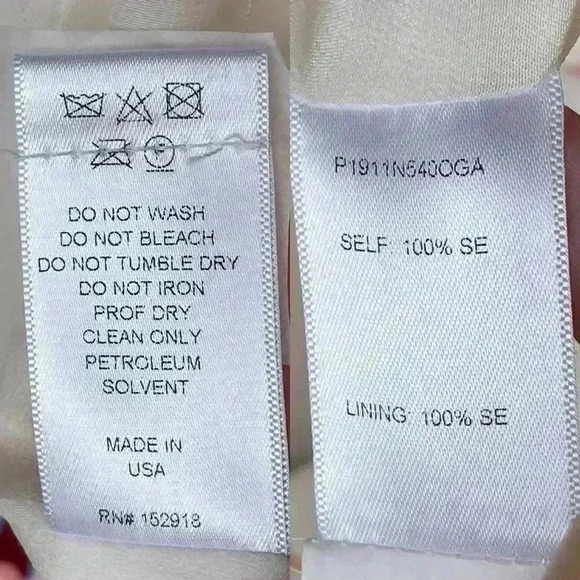 DO NOT WASH
DO NOT BLEACH
DO NOT TUMBLE DRY
DO NOT IRON
PROF DRY
CLEAN ONLY
PETROLEUM
SOLVENT
MADE IN
USA
RN# 152918
P1911N540OGA
SELF: 100% SE
LINING: 100% SE